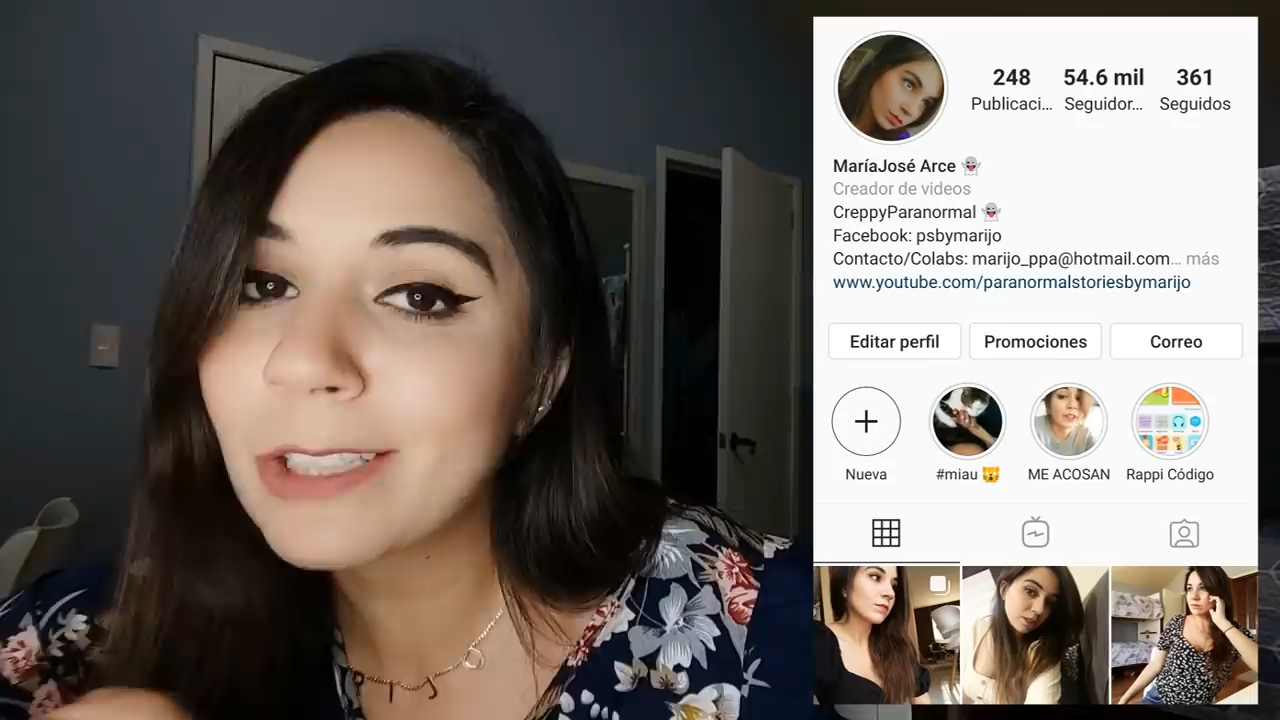 248 54.6 mil 361
Publicaci... Seguidor... Seguidos
MaríaJosé Arce 👻
Creador de videos
CreppyParanormal 👻
Facebook: psbymarijo
Contacto/Colabs: marijo_ppa@hotmail.com... más
www.youtube.com/paranormalstoriesbymarijo
Editar perfil Promociones Correo
Nueva #miau 🐱 ME ACOSAN Rappi Código